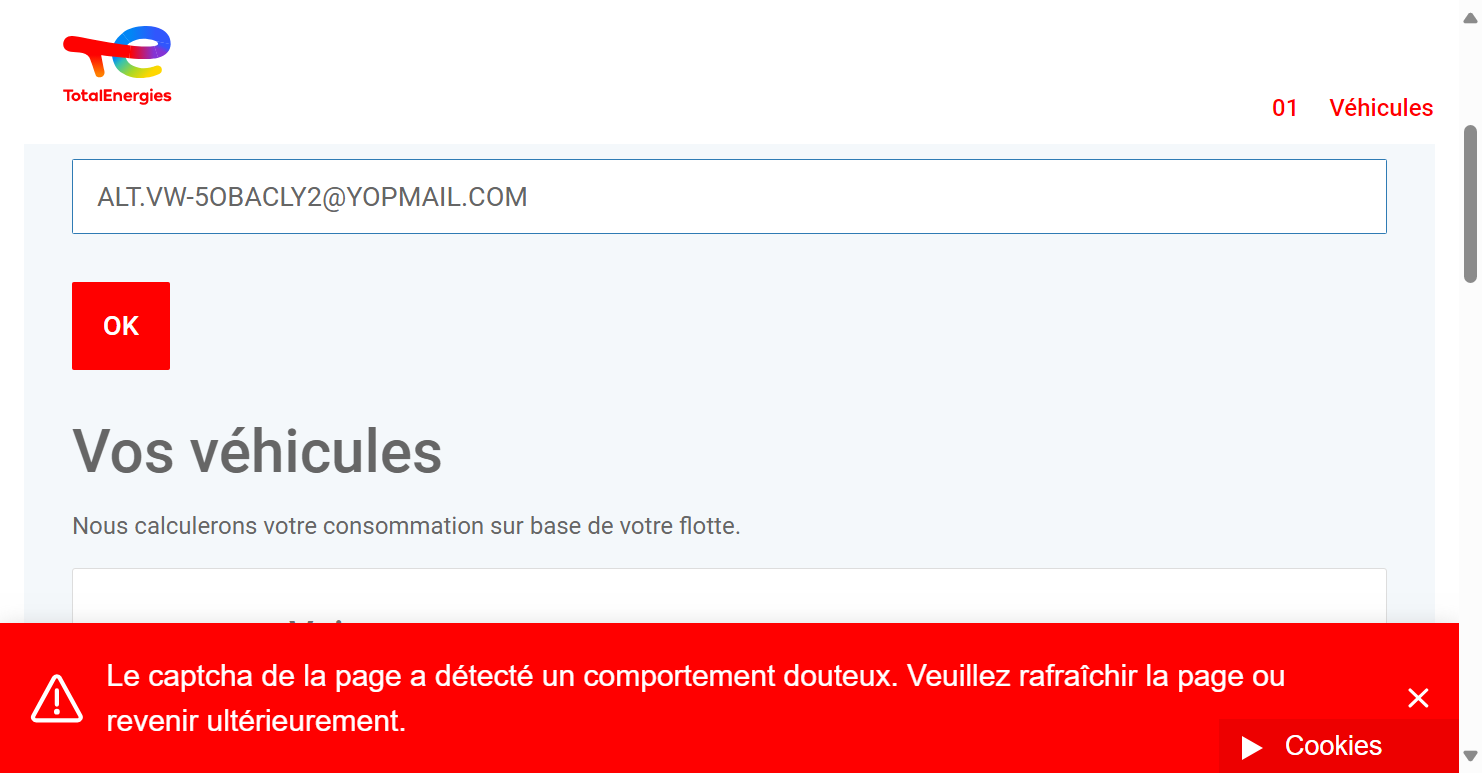 TotalEnergies
01 Véhicules
ALT.VW-5OBACLY2@YOPMAIL.COM
OK
Vos véhicules
Nous calculerons votre consommation sur base de votre flotte.
Le captcha de la page a détecté un comportement douteux. Veuillez rafraîchir la page ou
revenir ultérieurement.
Cookies